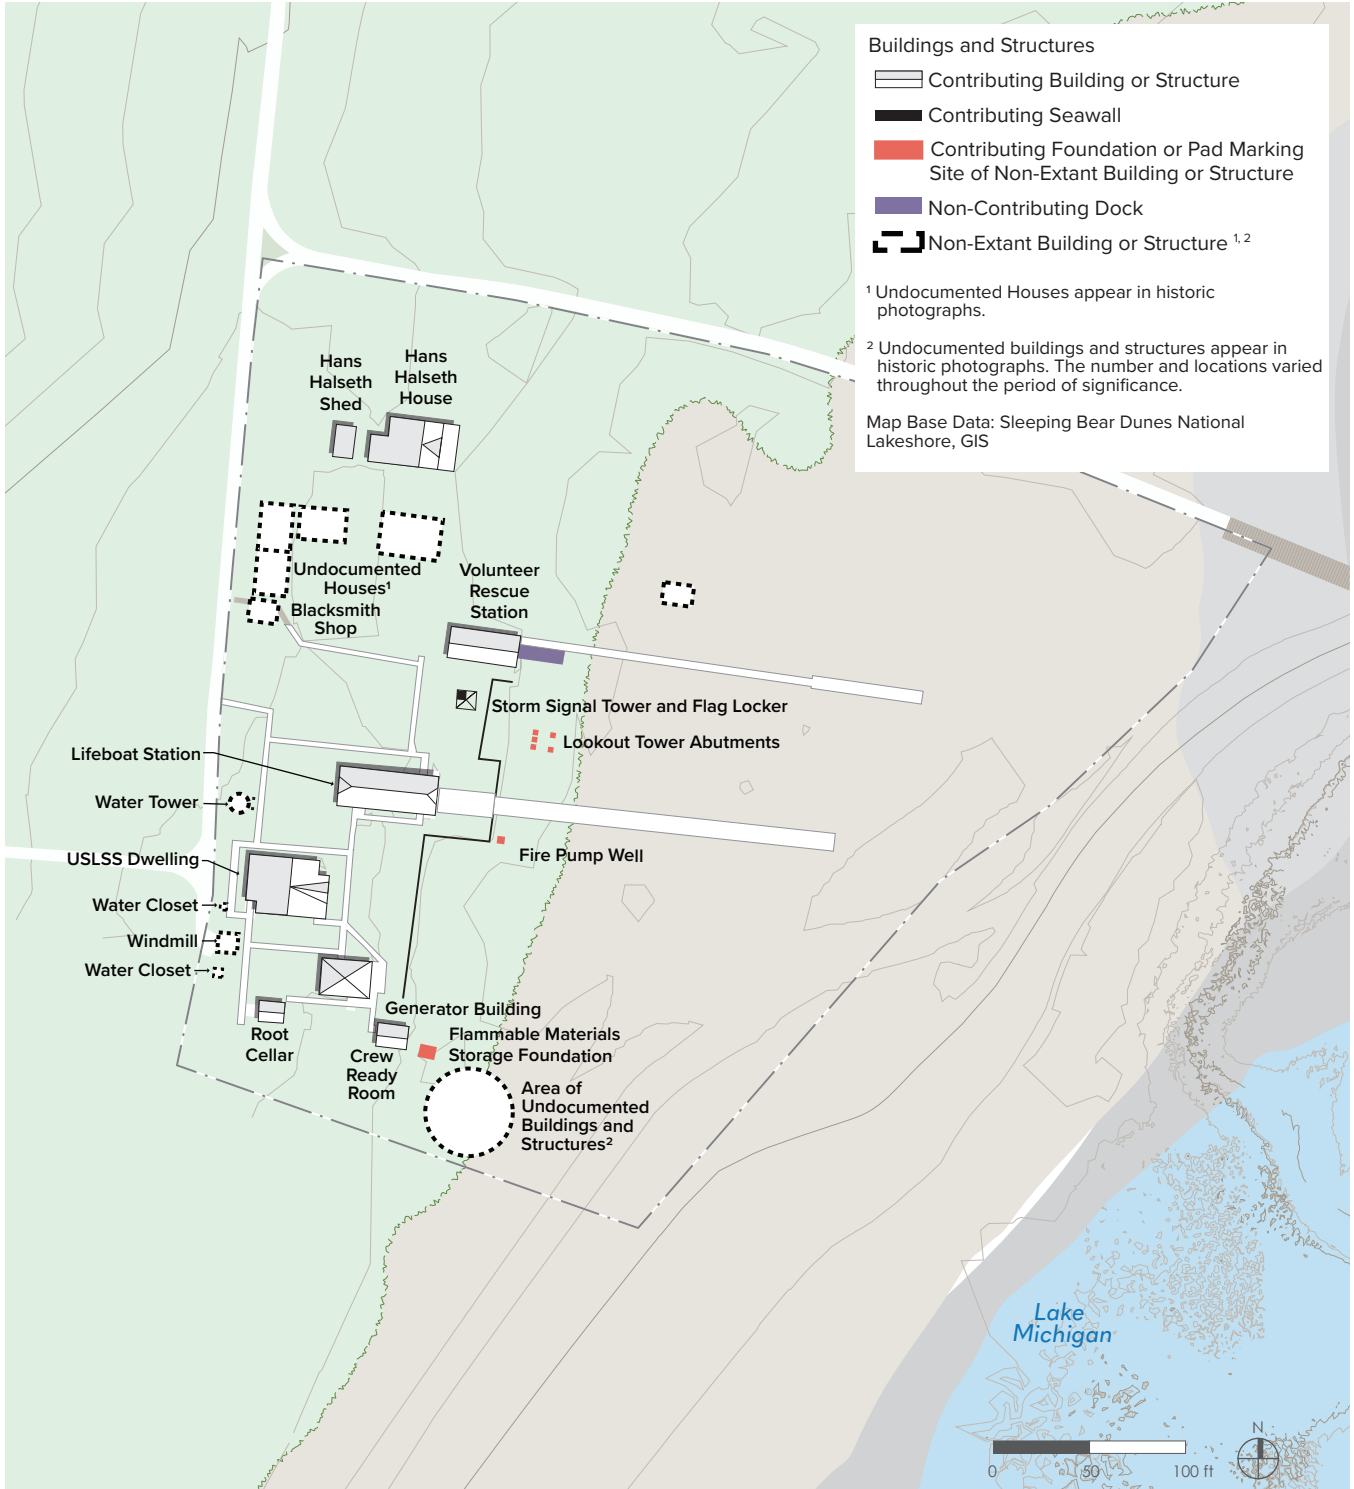 Buildings and Structures
Contributing Building or Structure
Contributing Seawall
Contributing Foundation or Pad Marking
Site of Non-Extant Building or Structure
Non-Contributing Dock
Non-Extant Building or Structure 1, 2
1 Undocumented Houses appear in historic
photographs.
2 Undocumented buildings and structures appear in
historic photographs. The number and locations varied
throughout the period of significance.
Map Base Data: Sleeping Bear Dunes National
Lakeshore, GIS
Hans
Halseth
Shed
Hans
Halseth
House
Undocumented
Houses1
Blacksmith
Shop
Volunteer
Rescue
Station
Storm Signal Tower and Flag Locker
Lookout Tower Abutments
Lifeboat Station
Water Tower
Fire Pump Well
USLSS Dwelling
Water Closet
Windmill
Water Closet
Generator Building
Root
Cellar
Crew
Ready
Room
Flammable Materials
Storage Foundation
Area of
Undocumented
Buildings and
Structures2
Lake
Michigan
N
0 50 100 ft